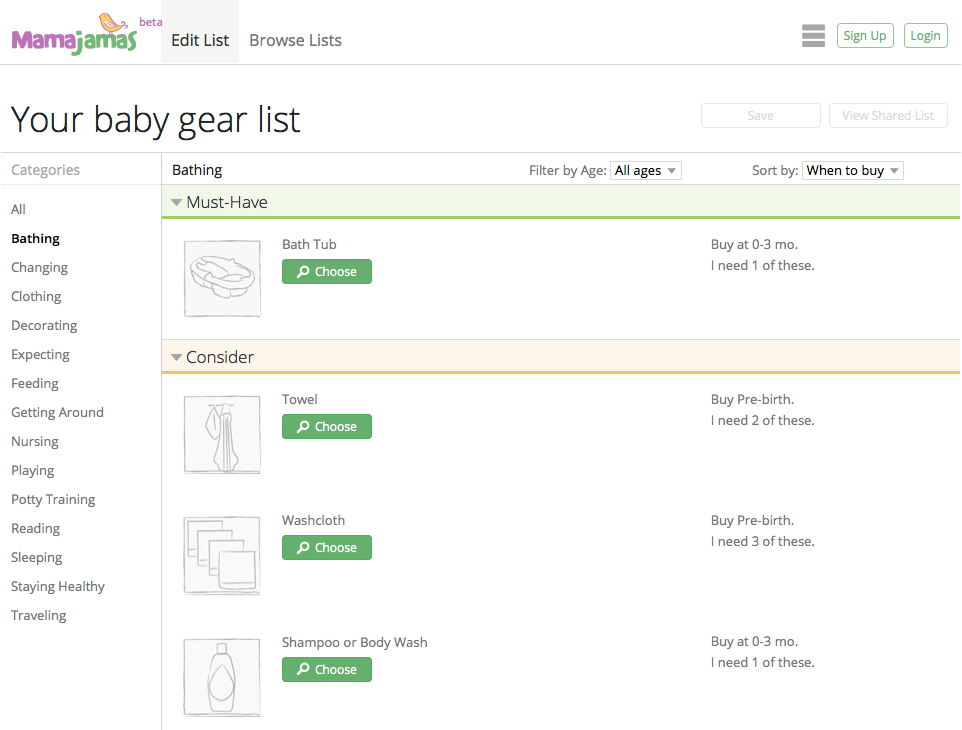 Mamajamas beta
Edit List
Browse Lists
Sign Up
Login
Your baby gear list
Save
View Shared List
Categories
All
Bathing
Changing
Clothing
Decorating
Expecting
Feeding
Getting Around
Nursing
Playing
Potty Training
Reading
Sleeping
Staying Healthy
Traveling
Bathing
Filter by Age: All ages
Sort by: When to buy
Must-Have
Bath Tub
Choose
Buy at 0-3 mo.
I need 1 of these.
Consider
Towel
Choose
Buy Pre-birth.
I need 2 of these.
Washcloth
Choose
Buy Pre-birth.
I need 3 of these.
Shampoo or Body Wash
Choose
Buy at 0-3 mo.
I need 1 of these.